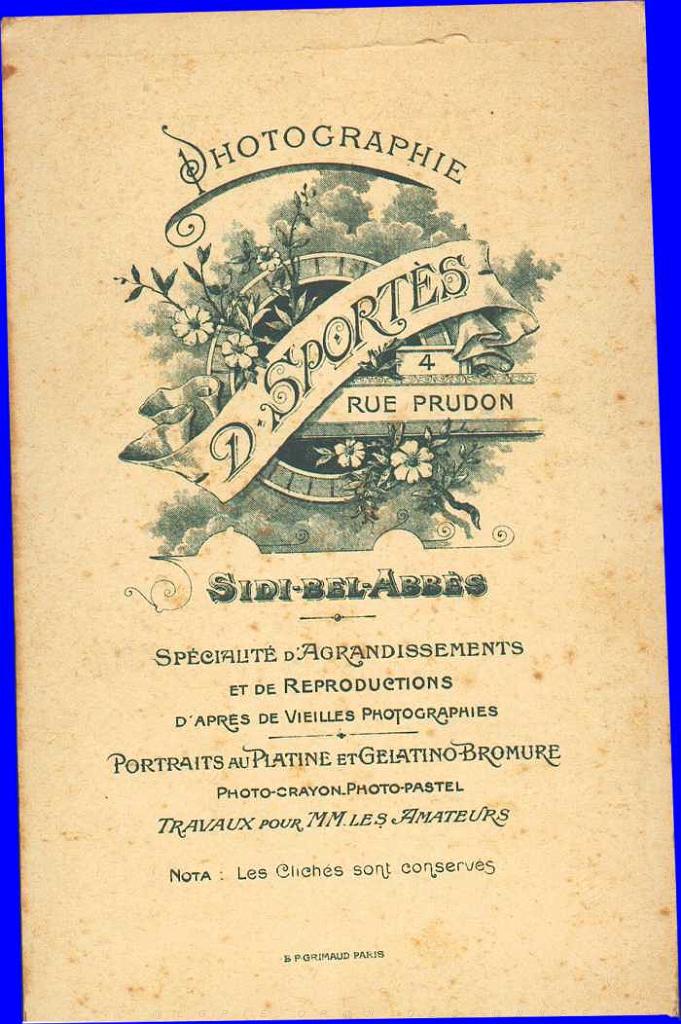 PHOTOGRAPHIE
D. SPORTÈS
4
RUE PRUDON
SIDI-BEL-ABBÈS
SPÉCIALITÉ D'AGRANDISSEMENTS
ET DE REPRODUCTIONS
D'APRÈS DE VIEILLES PHOTOGRAPHIES
PORTRAITS AU PLATINE ET GELATINO-BROMURE
PHOTO-CRAYON. PHOTO-PASTEL
TRAVAUX POUR MM. LES AMATEURS
NOTA : Les Clichés sont conservés
B. P. GRIMAUD PARIS